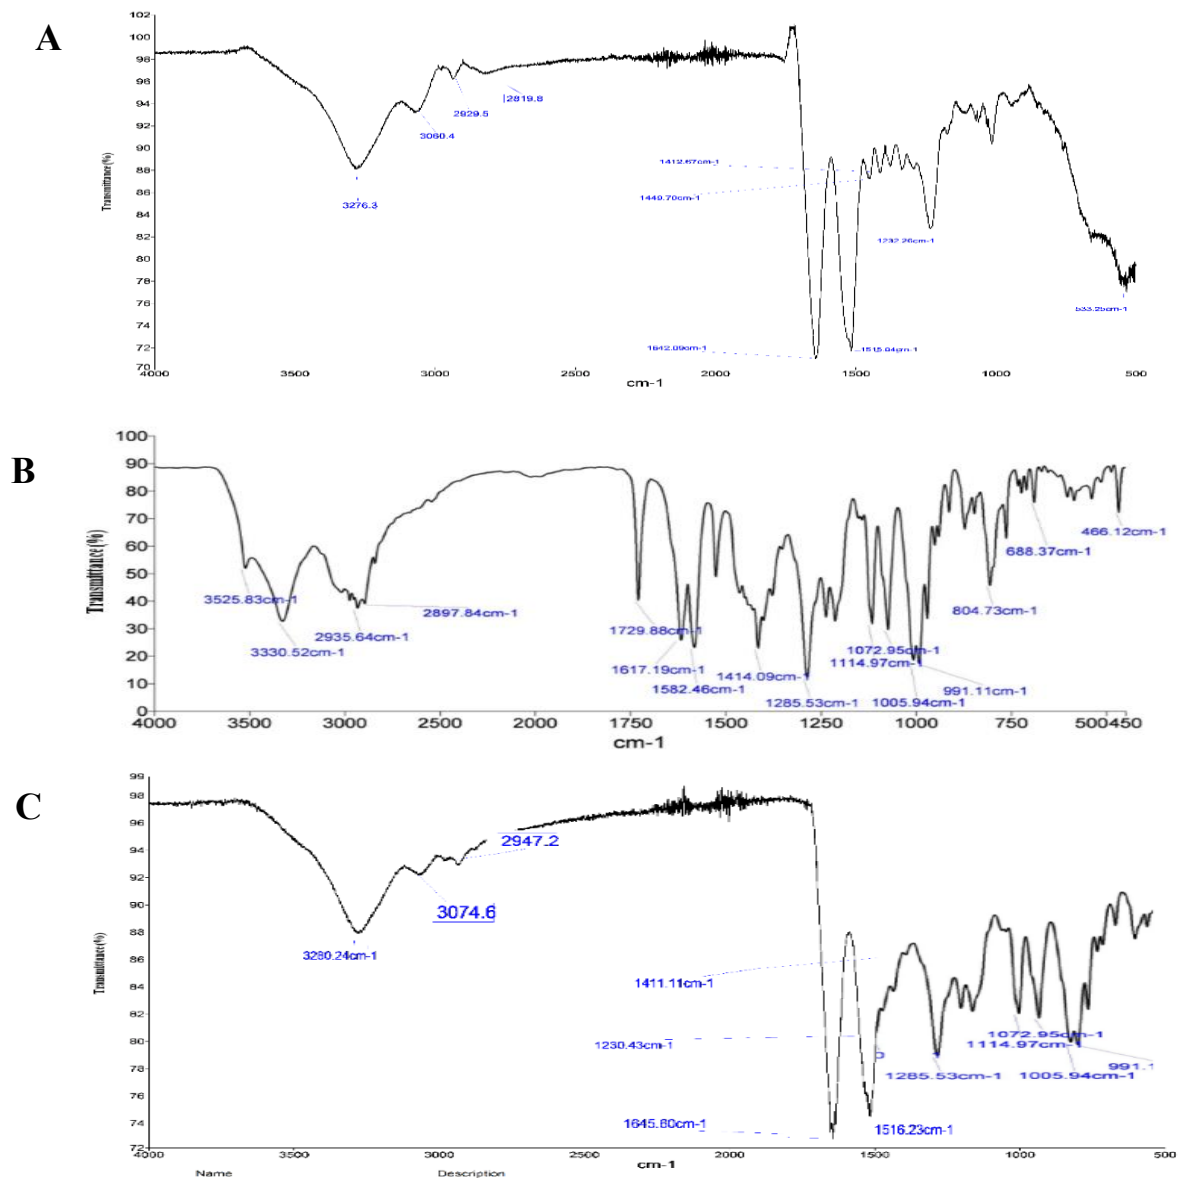 A
102
100
98
96
94
92
90
88
86
84
82
80
78
76
74
72
70
Transmittance(%)
3276.3
3060.4
2929.5
2819.8
1412.67cm-1
1449.70cm-1
1232.26cm-1
1642.09cm-1
1515.04cm-1
533.25cm-1
4000 3500 3000 2500 2000 1500 1000 500
cm-1
B
100
90
80
70
60
50
40
30
20
10
0
Transmittance(%)
3525.83cm-1
3330.52cm-1
2935.64cm-1
2897.84cm-1
1729.88cm-1
1617.19cm-1
1582.46cm-1
1414.09cm-1
1285.53cm-1
1072.95cm-1
1114.97cm-1
1005.94cm-1
991.11cm-1
804.73cm-1
688.37cm-1
466.12cm-1
4000 3500 3000 2500 2000 1750 1500 1250 1000 750 500 450
cm-1
C
98
96
94
92
90
88
86
84
82
80
78
76
74
72
Transmittance(%)
3280.24cm-1
3074.6
2947.2
1411.11cm-1
1230.43cm-1
1645.60cm-1
1516.23cm-1
1285.53cm-1
1072.95cm-1
1114.97cm-1
1005.94cm-1
991.1
4000 3500 3000 2500 2000 1500 1000 500
cm-1
Name Description